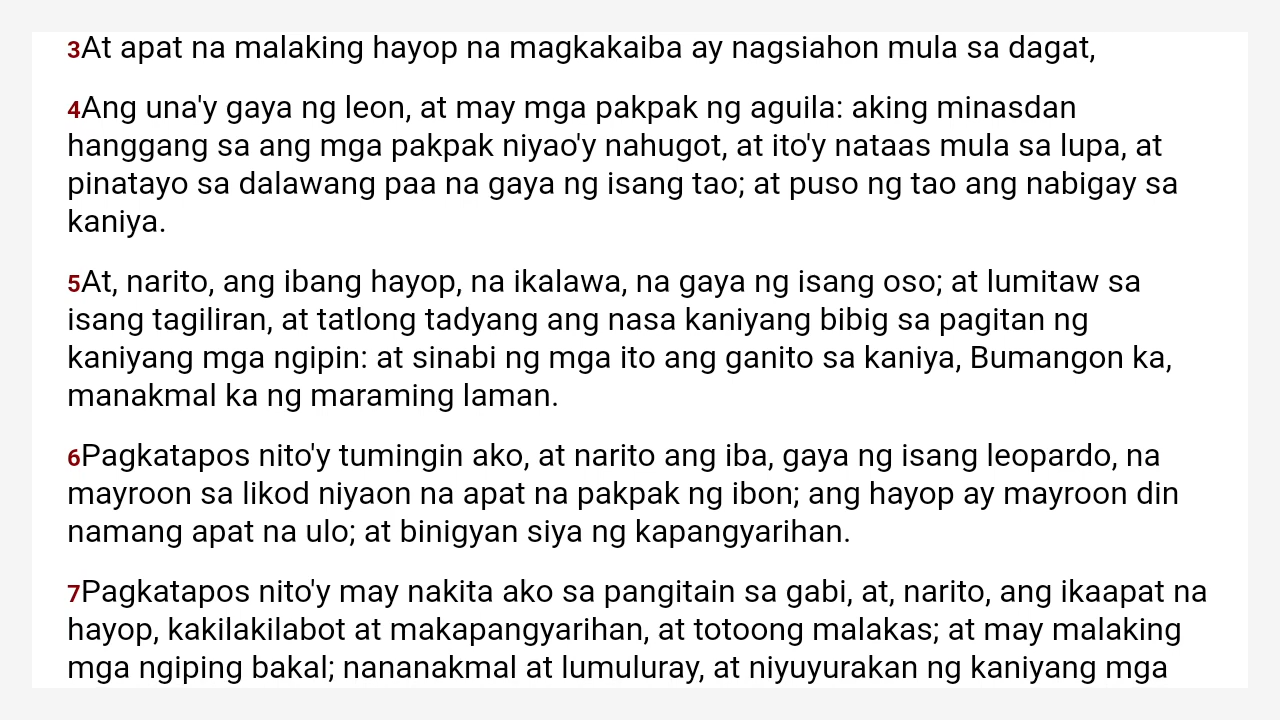 3At apat na malaking hayop na magkakaiba ay nagsiahon mula sa dagat,
4Ang una'y gaya ng leon, at may mga pakpak ng aguila: aking minasdan
hanggang sa ang mga pakpak niyao'y nahugot, at ito'y nataas mula sa lupa, at
pinatayo sa dalawang paa na gaya ng isang tao; at puso ng tao ang nabigay sa
kaniya.
5At, narito, ang ibang hayop, na ikalawa, na gaya ng isang oso; at lumitaw sa
isang tagiliran, at tatlong tadyang ang nasa kaniyang bibig sa pagitan ng
kaniyang mga ngipin: at sinabi ng mga ito ang ganito sa kaniya, Bumangon ka,
manakmal ka ng maraming laman.
6Pagkatapos nito'y tumingin ako, at narito ang iba, gaya ng isang leopardo, na
mayroon sa likod niyaon na apat na pakpak ng ibon; ang hayop ay mayroon din
namang apat na ulo; at binigyan siya ng kapangyarihan.
7Pagkatapos nito'y may nakita ako sa pangitain sa gabi, at, narito, ang ikaapat na
hayop, kakilakilabot at makapangyarihan, at totoong malakas; at may malaking
mga ngiping bakal; nananakmal at lumuluray, at niyuyurakan ng kaniyang mga